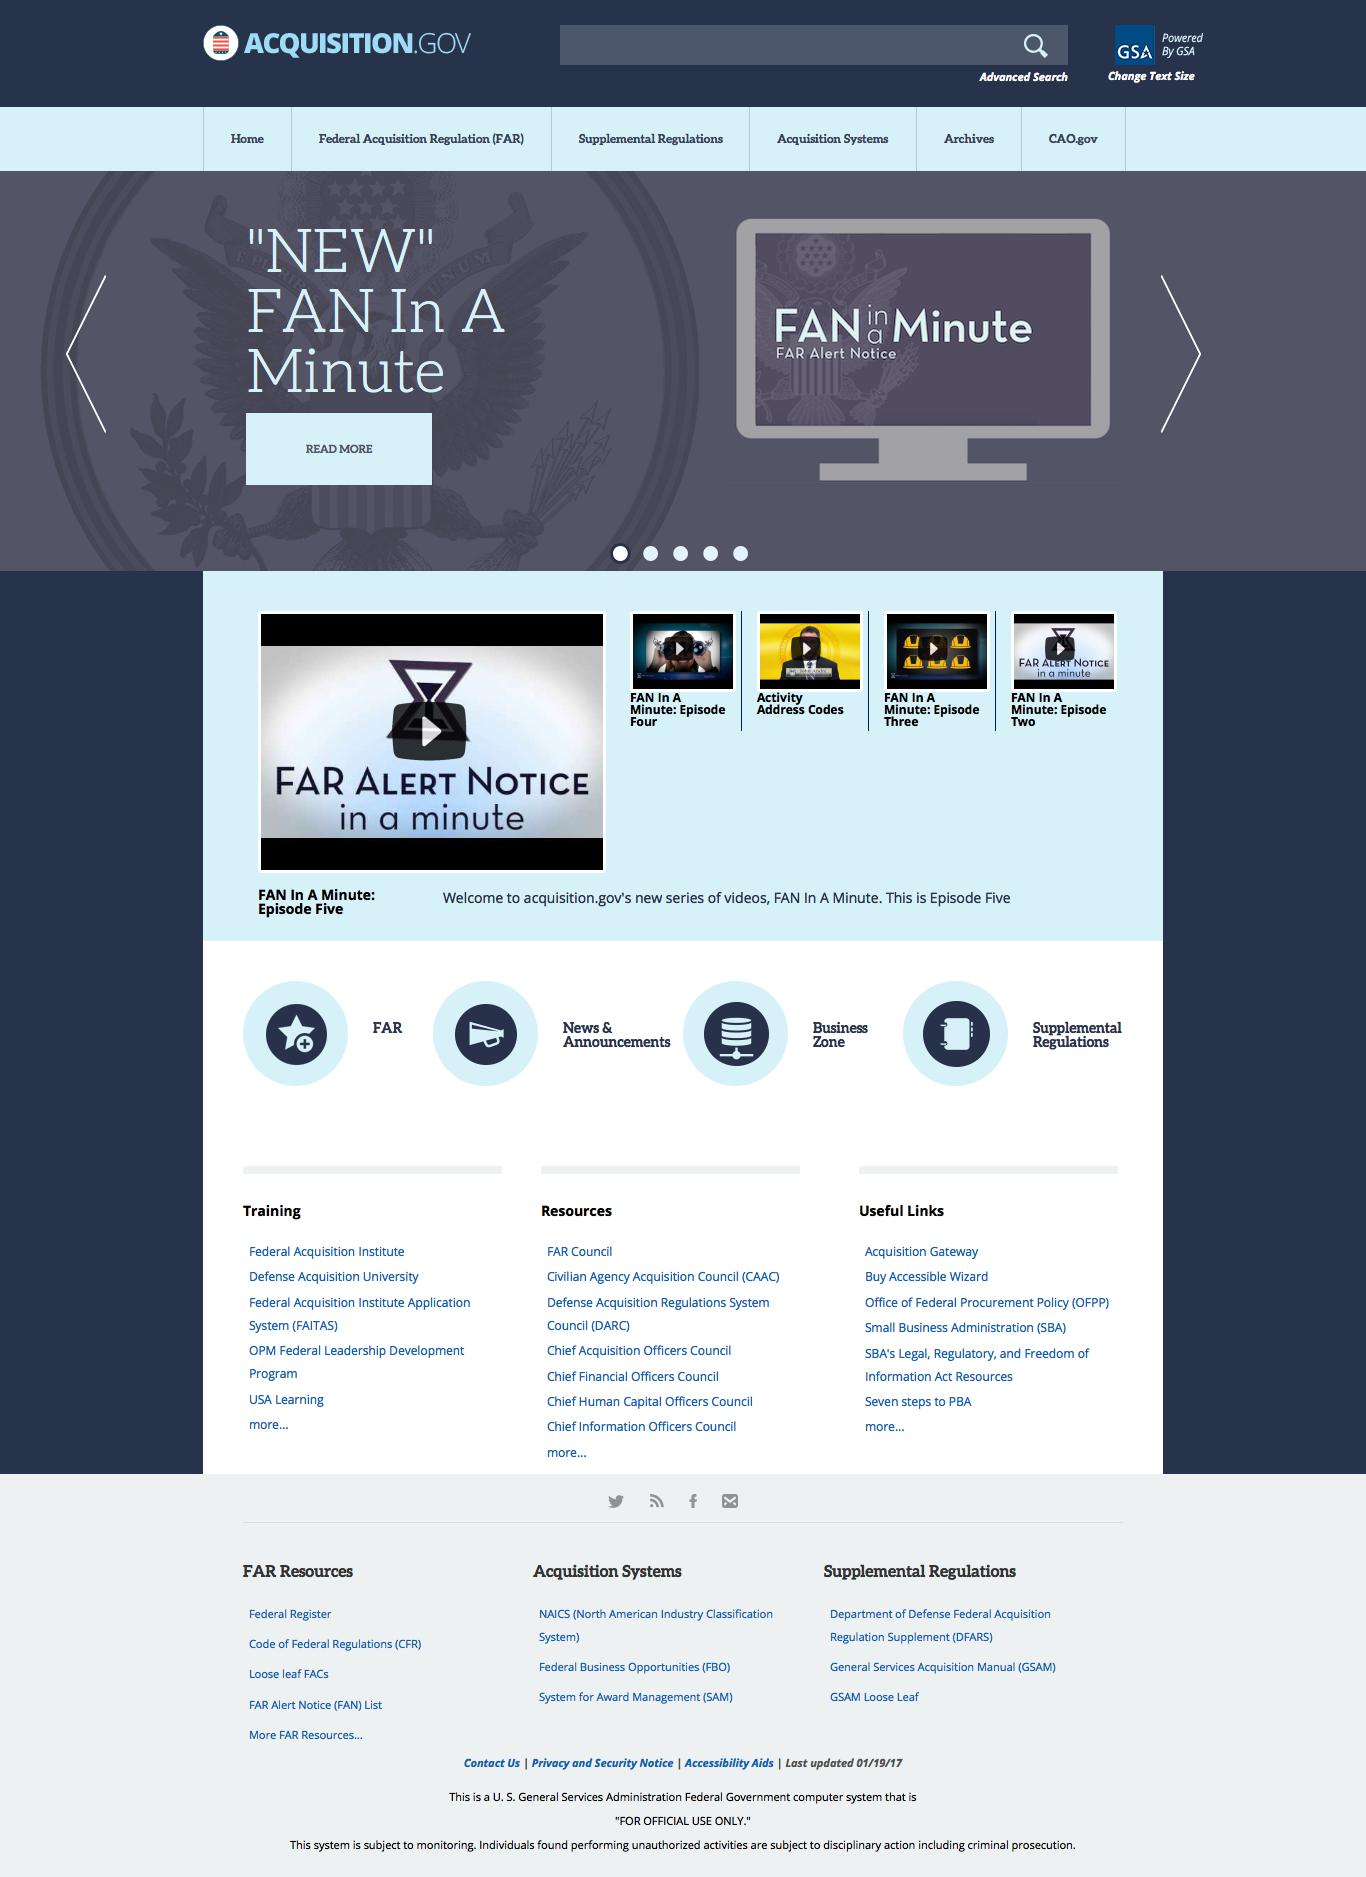 ACQUISITION.GOV
GSA
Powered
By GSA
Advanced Search
Change Text Size
Home
Federal Acquisition Regulation (FAR)
Supplemental Regulations
Acquisition Systems
Archives
CAO.gov
"NEW"
FAN In A
Minute
READ MORE
FAN in a Minute
FAR Alert Notice
FAR ALERT NOTICE
in a minute
FAN In A
Minute: Episode
Four
Activity
Address Codes
FAN In A
Minute: Episode
Three
FAR ALERT NOTICE
in a minute
FAN In A
Minute: Episode
Two
FAN In A Minute:
Episode Five
Welcome to acquisition.gov's new series of videos, FAN In A Minute. This is Episode Five
FAR
News &
Announcements
Business
Zone
Supplemental
Regulations
Training
Federal Acquisition Institute
Defense Acquisition University
Federal Acquisition Institute Application
System (FAITAS)
OPM Federal Leadership Development
Program
USA Learning
more...
Resources
FAR Council
Civilian Agency Acquisition Council (CAAC)
Defense Acquisition Regulations System
Council (DARC)
Chief Acquisition Officers Council
Chief Financial Officers Council
Chief Human Capital Officers Council
Chief Information Officers Council
more...
Useful Links
Acquisition Gateway
Buy Accessible Wizard
Office of Federal Procurement Policy (OFPP)
Small Business Administration (SBA)
SBA's Legal, Regulatory, and Freedom of
Information Act Resources
Seven steps to PBA
more...
FAR Resources
Federal Register
Code of Federal Regulations (CFR)
Loose leaf FACs
FAR Alert Notice (FAN) List
More FAR Resources...
Acquisition Systems
NAICS (North American Industry Classification
System)
Federal Business Opportunities (FBO)
System for Award Management (SAM)
Supplemental Regulations
Department of Defense Federal Acquisition
Regulation Supplement (DFARS)
General Services Acquisition Manual (GSAM)
GSAM Loose Leaf
Contact Us | Privacy and Security Notice | Accessibility Aids | Last updated 01/19/17
This is a U. S. General Services Administration Federal Government computer system that is
"FOR OFFICIAL USE ONLY."
This system is subject to monitoring. Individuals found performing unauthorized activities are subject to disciplinary action including criminal prosecution.